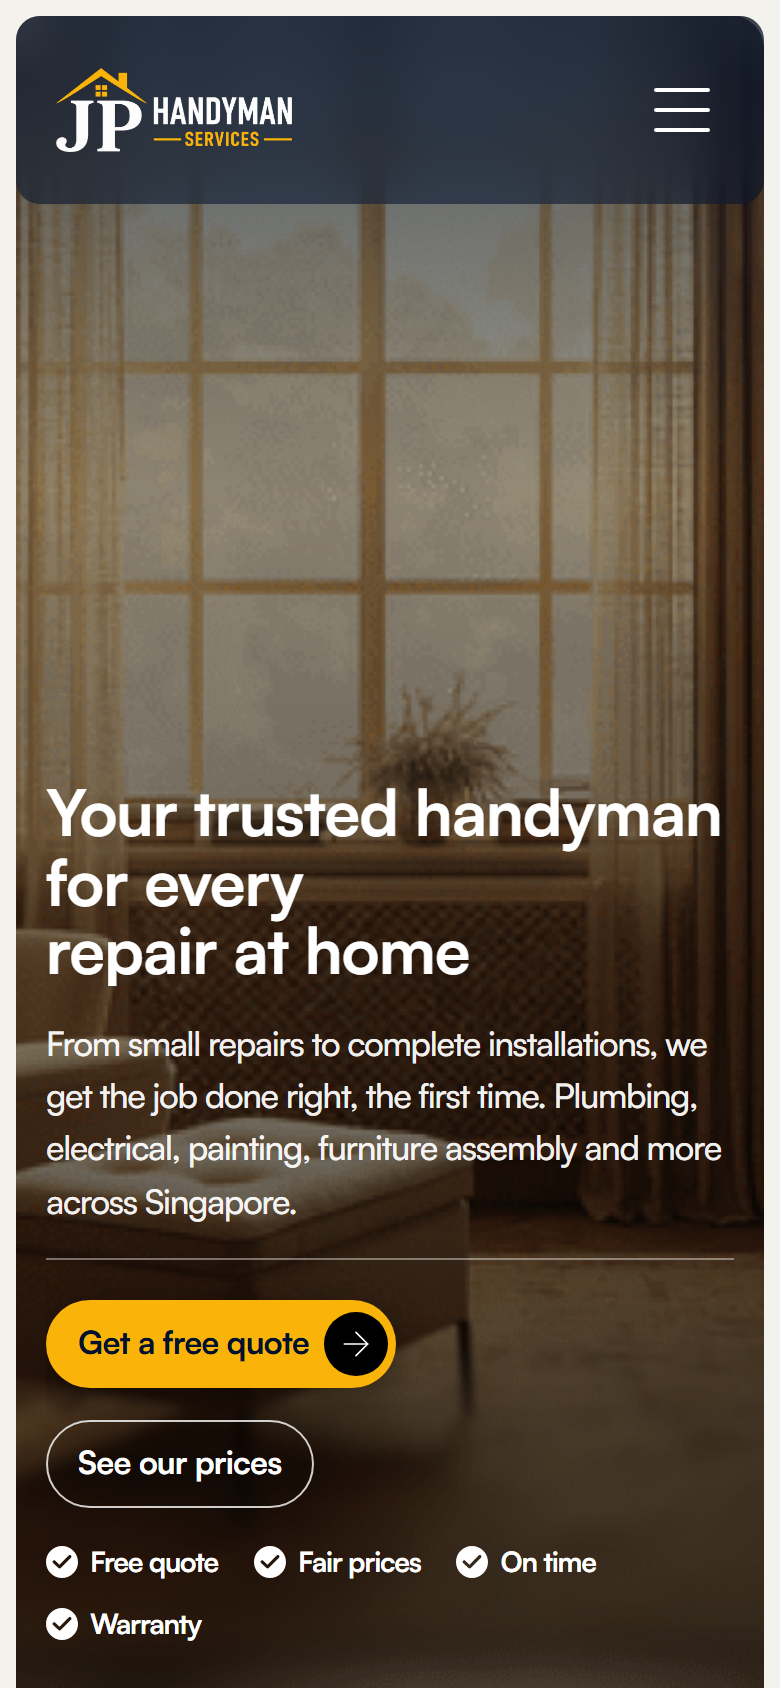 JP HANDYMAN
SERVICES
Your trusted handyman
for every
repair at home
From small repairs to complete installations, we
get the job done right, the first time. Plumbing,
electrical, painting, furniture assembly and more
across Singapore.
Get a free quote
See our prices
Free quote
Fair prices
On time
Warranty